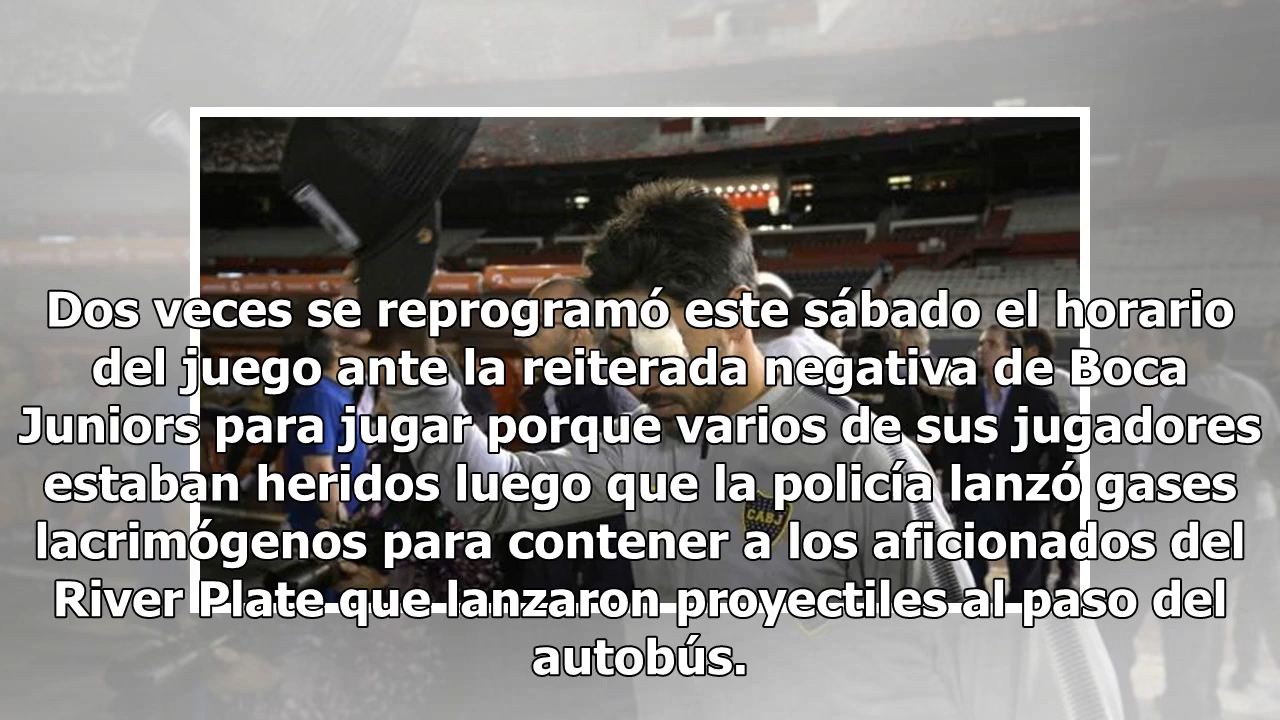 Dos veces se reprogramó este sábado el horario
del juego ante la reiterada negativa de Boca
Juniors para jugar porque varios de sus jugadores
estaban heridos luego que la policía lanzó gases
lacrimógenos para contener a los aficionados del
River Plate que lanzaron proyectiles al paso del
autobús.
CABJ